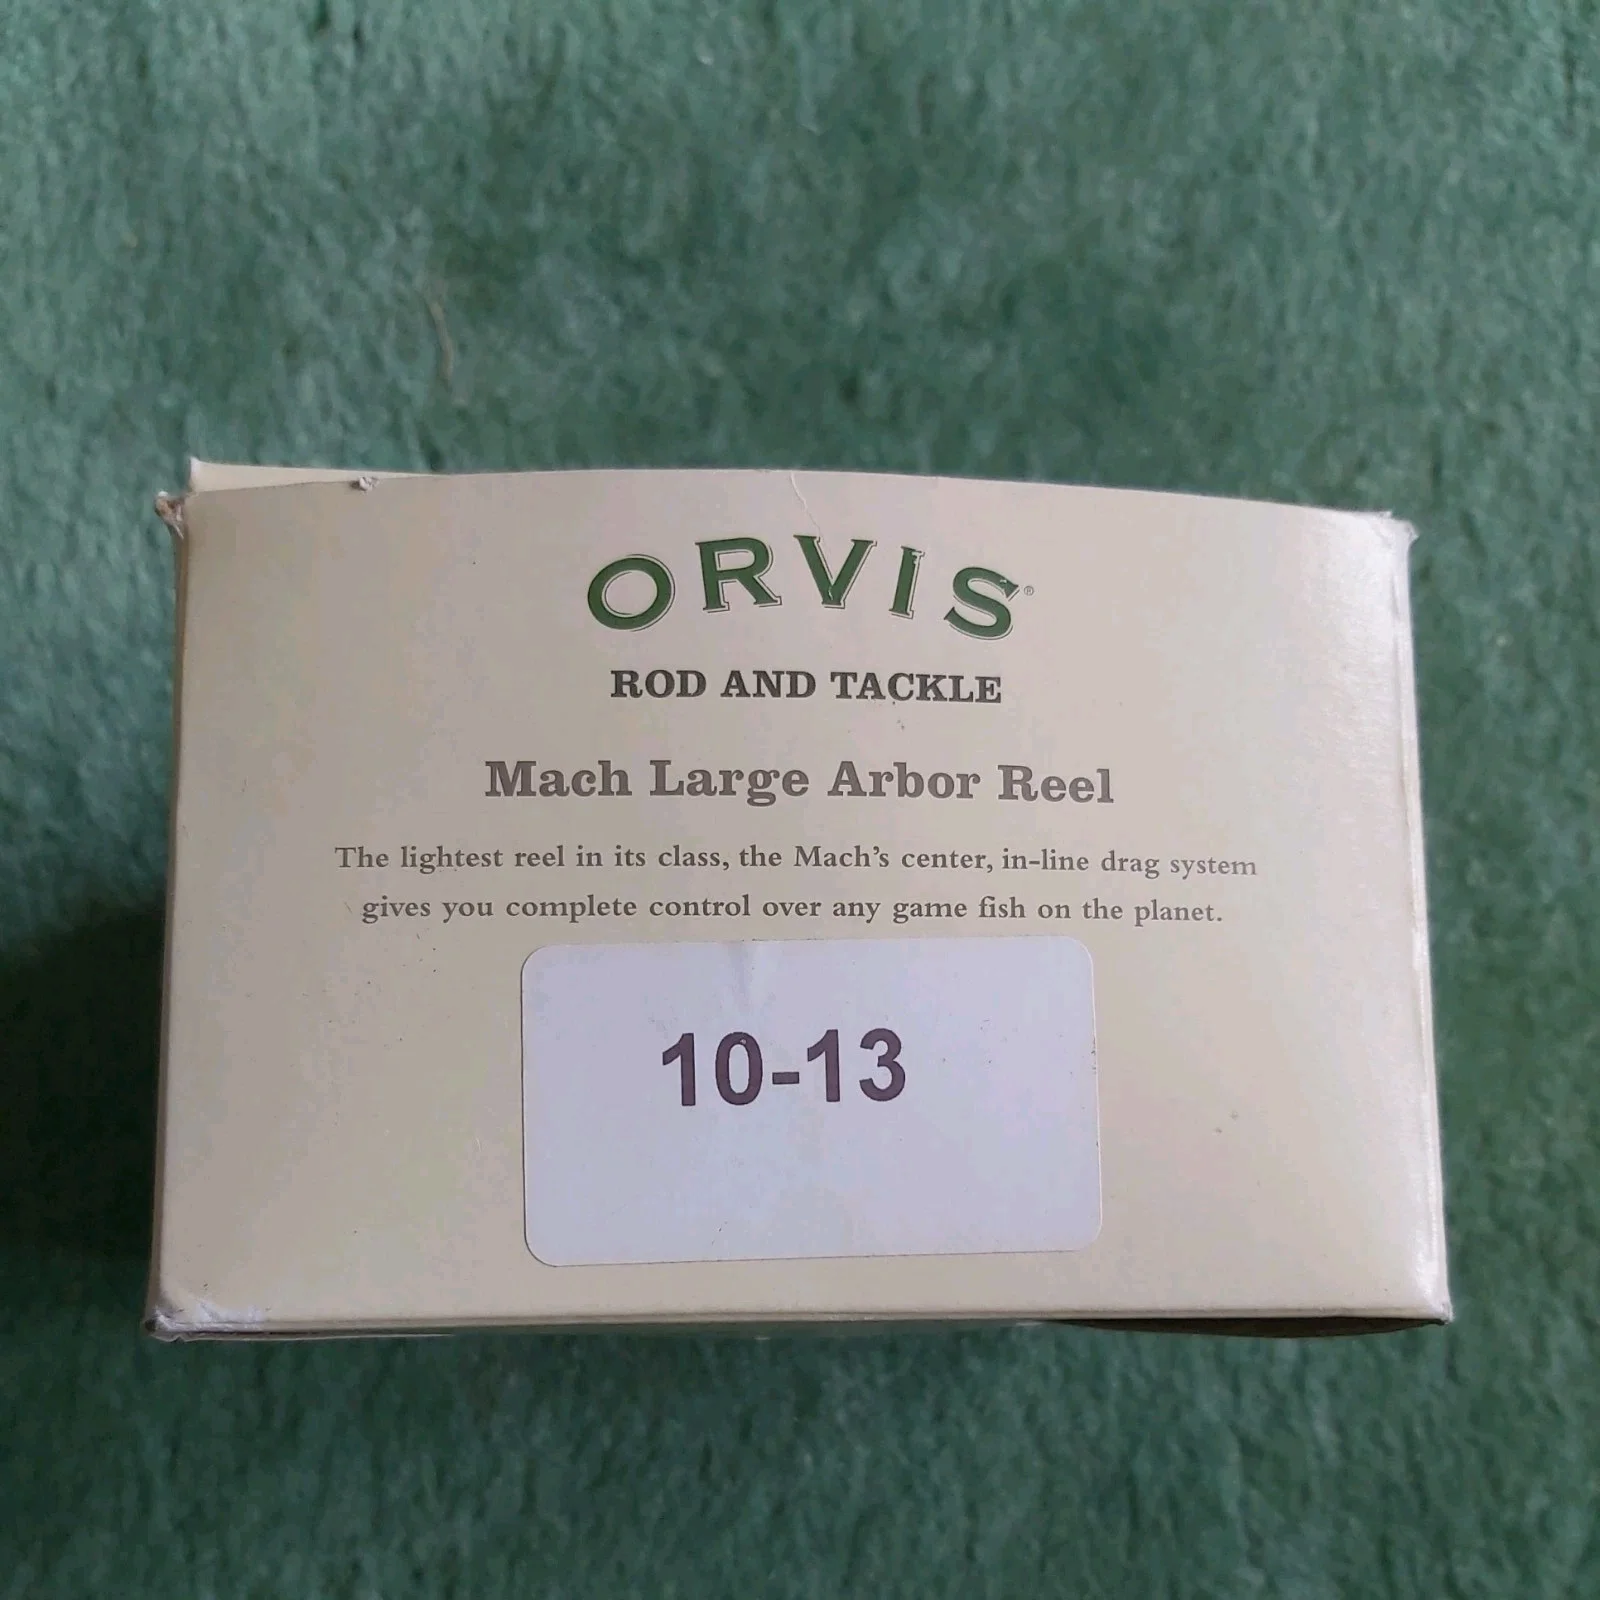 ORVIS®
ROD AND TACKLE
Mach Large Arbor Reel
The lightest reel in its class, the Mach's center, in-line drag system
gives you complete control over any game fish on the planet.
10-13